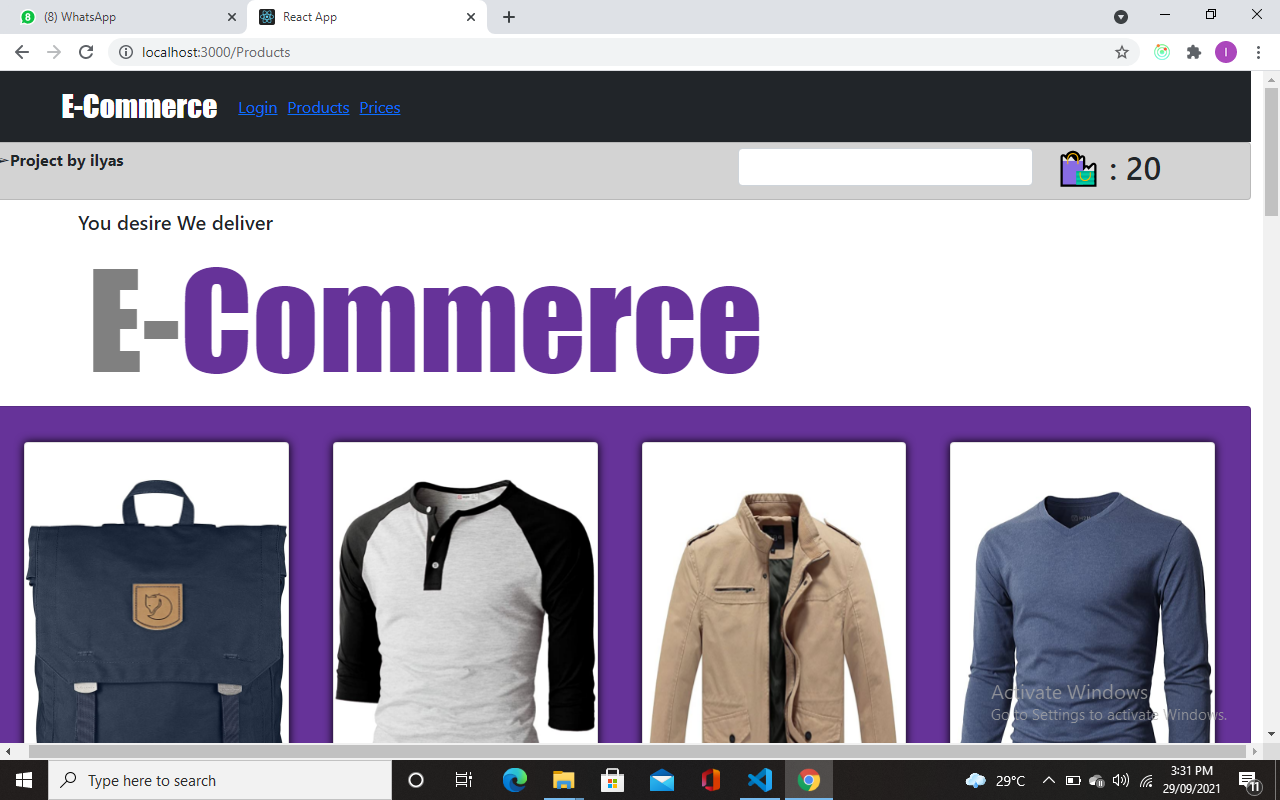 (8) WhatsApp
React App
localhost:3000/Products
I
E-Commerce Login Products Prices
➢Project by ilyas
: 20
You desire We deliver
E-Commerce
Activate Windows
Go to Settings to activate Windows.
Type here to search
29°C
3:31 PM
29/09/2021
11